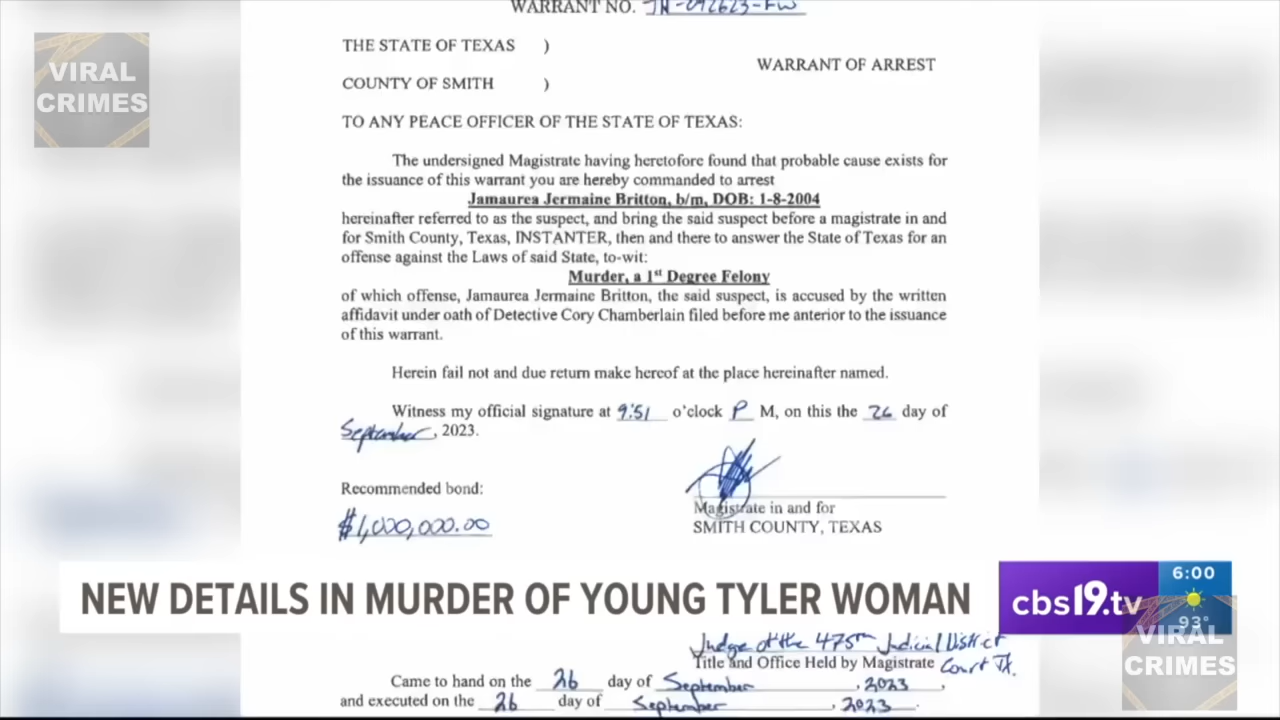 WARRANT NO. TH-092623-FW
VIRAL
CRIMES
THE STATE OF TEXAS )
WARRANT OF ARREST
COUNTY OF SMITH )
TO ANY PEACE OFFICER OF THE STATE OF TEXAS:
The undersigned Magistrate having heretofore found that probable cause exists for
the issuance of this warrant you are hereby commanded to arrest
Jamaurea Jermaine Britton, b/m, DOB: 1-8-2004
hereinafter referred to as the suspect, and bring the said suspect before a magistrate in and
for Smith County, Texas, INSTANTER, then and there to answer the State of Texas for an
offense against the Laws of said State, to-wit:
Murder, a 1st Degree Felony
of which offense, Jamaurea Jermaine Britton, the said suspect, is accused by the written
affidavit under oath of Detective Cory Chamberlain filed before me anterior to the issuance
of this warrant.
Herein fail not and due return make hereof at the place hereinafter named.
Witness my official signature at 9:51 o'clock P M, on this the 26 day of
September, 2023.
Recommended bond:
$1,000,000.00
Magistrate in and for
SMITH COUNTY, TEXAS
NEW DETAILS IN MURDER OF YOUNG TYLER WOMAN
cbs19.tv
6:00
93°
VIRAL
CRIMES
Judge of the 475th Judicial District
Title and Office Held by Magistrate Court TX.
Came to hand on the 26 day of September, 2023
and executed on the 26 day of September, 2023